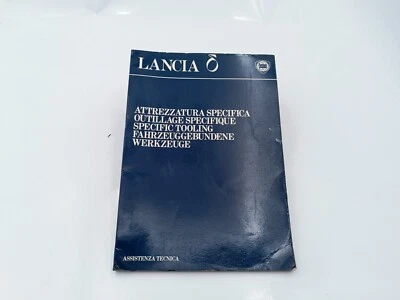 LANCIA δ
ATTREZZATURA SPECIFICA
OUTILLAGE SPECIFIQUE
SPECIFIC TOOLING
FAHRZEUGGEBUNDENE
WERKZEUGE
ASSISTENZA TECNICA